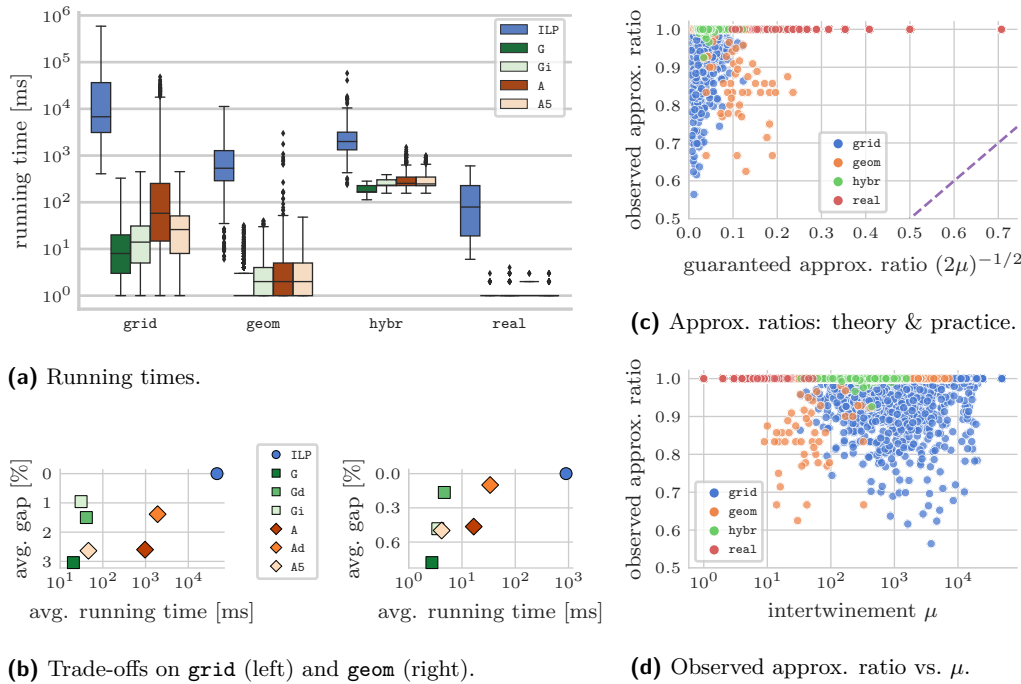 10^6
10^5
10^4
10^3
10^2
10^1
10^0
running time [ms]
ILP
G
Gi
A
A5
grid geom hybr real
(a) Running times.
1.0
0.9
0.8
0.7
0.6
0.5
observed approx. ratio
grid
geom
hybr
real
0.0 0.1 0.2 0.3 0.4 0.5 0.6 0.7
guaranteed approx. ratio (2μ)^{-1/2}
(c) Approx. ratios: theory & practice.
0
1
2
3
avg. gap [%]
10^1 10^2 10^3 10^4
avg. running time [ms]
ILP
G
Gd
Gi
A
Ad
A5
0.0
0.6
avg. gap [%]
10^0 10^1 10^2 10^3
avg. running time [ms]
(b) Trade-offs on grid (left) and geom (right).
1.0
0.9
0.8
0.7
0.6
0.5
observed approx. ratio
grid
geom
hybr
real
10^0 10^1 10^2 10^3 10^4
intertwinement μ
(d) Observed approx. ratio vs. μ.